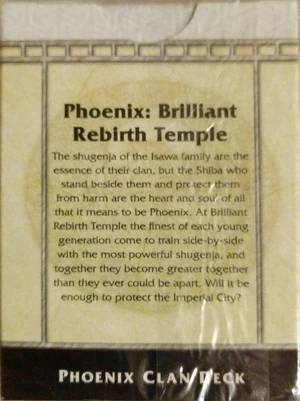 Phoenix: Brilliant
Rebirth Temple
The shugenja of the Isawa family are the
essence of their clan, but the Shiba who
stand beside them and protect them
from harm are the heart and soul of all
that it means to be Phoenix. At Brilliant
Rebirth Temple the finest of each young
generation come to train side-by-side
with the most powerful shugenja, and
together they become greater together
than they ever could be apart. Will it be
enough to protect the Imperial City?
PHOENIX CLAN DECK